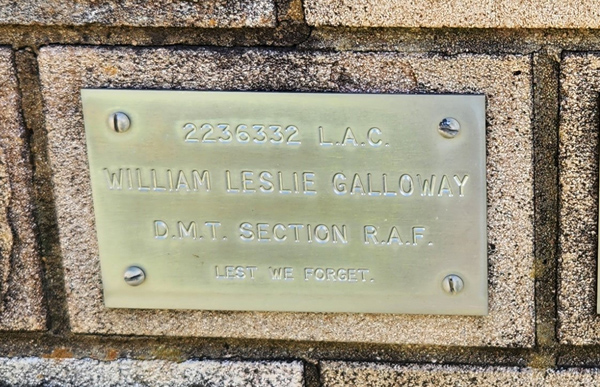 2236332 L.A.C.
WILLIAM LESLIE GALLOWAY
D.M.T. SECTION R.A.F.
LEST WE FORGET.